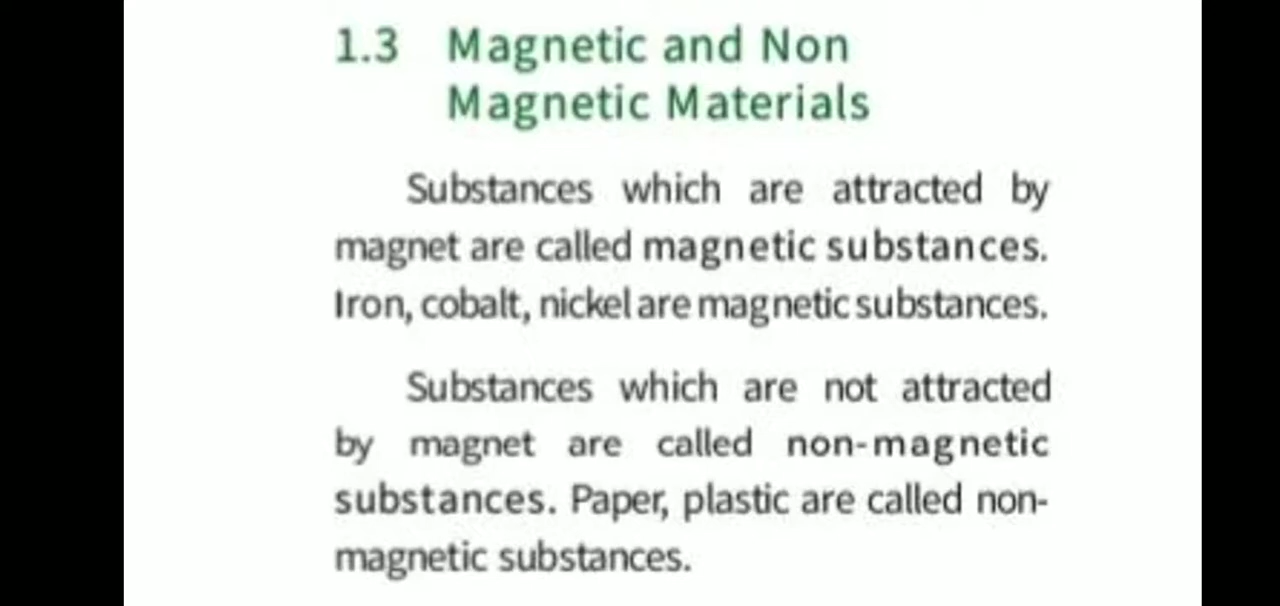 1.3 Magnetic and Non
Magnetic Materials
Substances which are attracted by
magnet are called magnetic substances.
Iron, cobalt, nickel are magnetic substances.
Substances which are not attracted
by magnet are called non-magnetic
substances. Paper, plastic are called non-
magnetic substances.